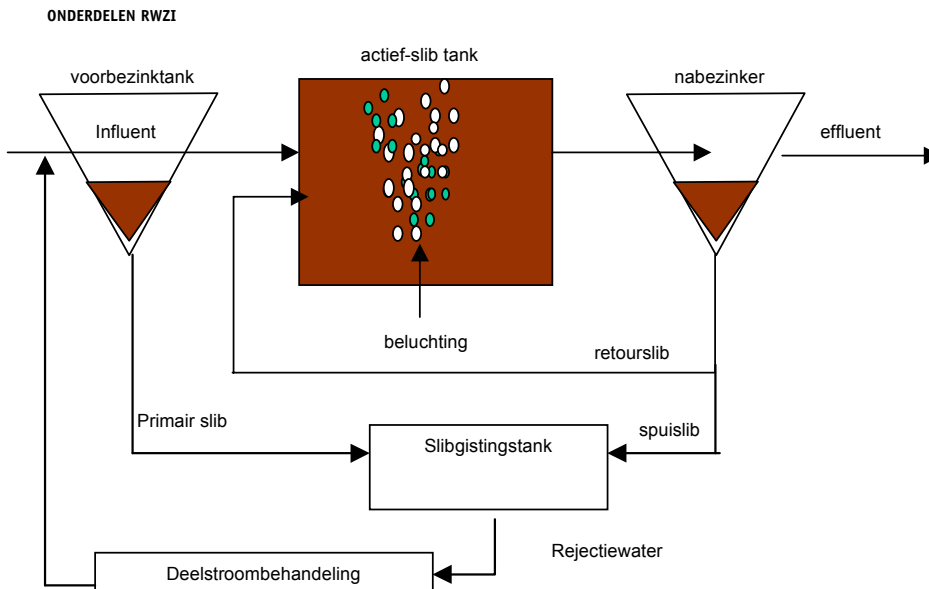 ONDERDELEN RWZI
actief-slib tank
voorbezinktank
nabezinker
Influent
effluent
beluchting
retourslib
Primair slib
spuislib
Slibgistingstank
Rejectiewater
Deelstroombehandeling